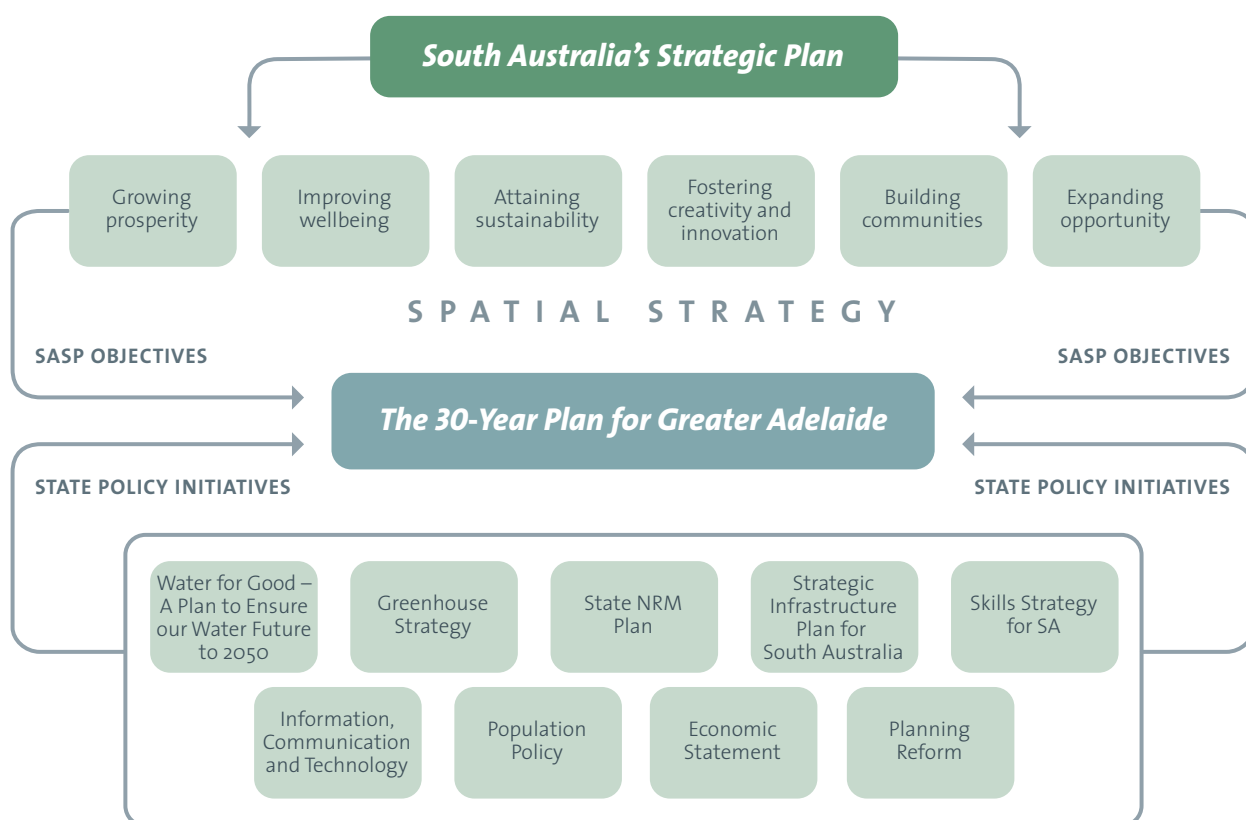 South Australia’s Strategic Plan
Growing
prosperity
Improving
wellbeing
Attaining
sustainability
Fostering
creativity and
innovation
Building
communities
Expanding
opportunity
SPATIAL STRATEGY
SASP OBJECTIVES
SASP OBJECTIVES
The 30-Year Plan for Greater Adelaide
STATE POLICY INITIATIVES
STATE POLICY INITIATIVES
Water for Good –
A Plan to Ensure
our Water Future
to 2050
Greenhouse
Strategy
State NRM
Plan
Strategic
Infrastructure
Plan for
South Australia
Skills Strategy
for SA
Information,
Communication
and Technology
Population
Policy
Economic
Statement
Planning
Reform